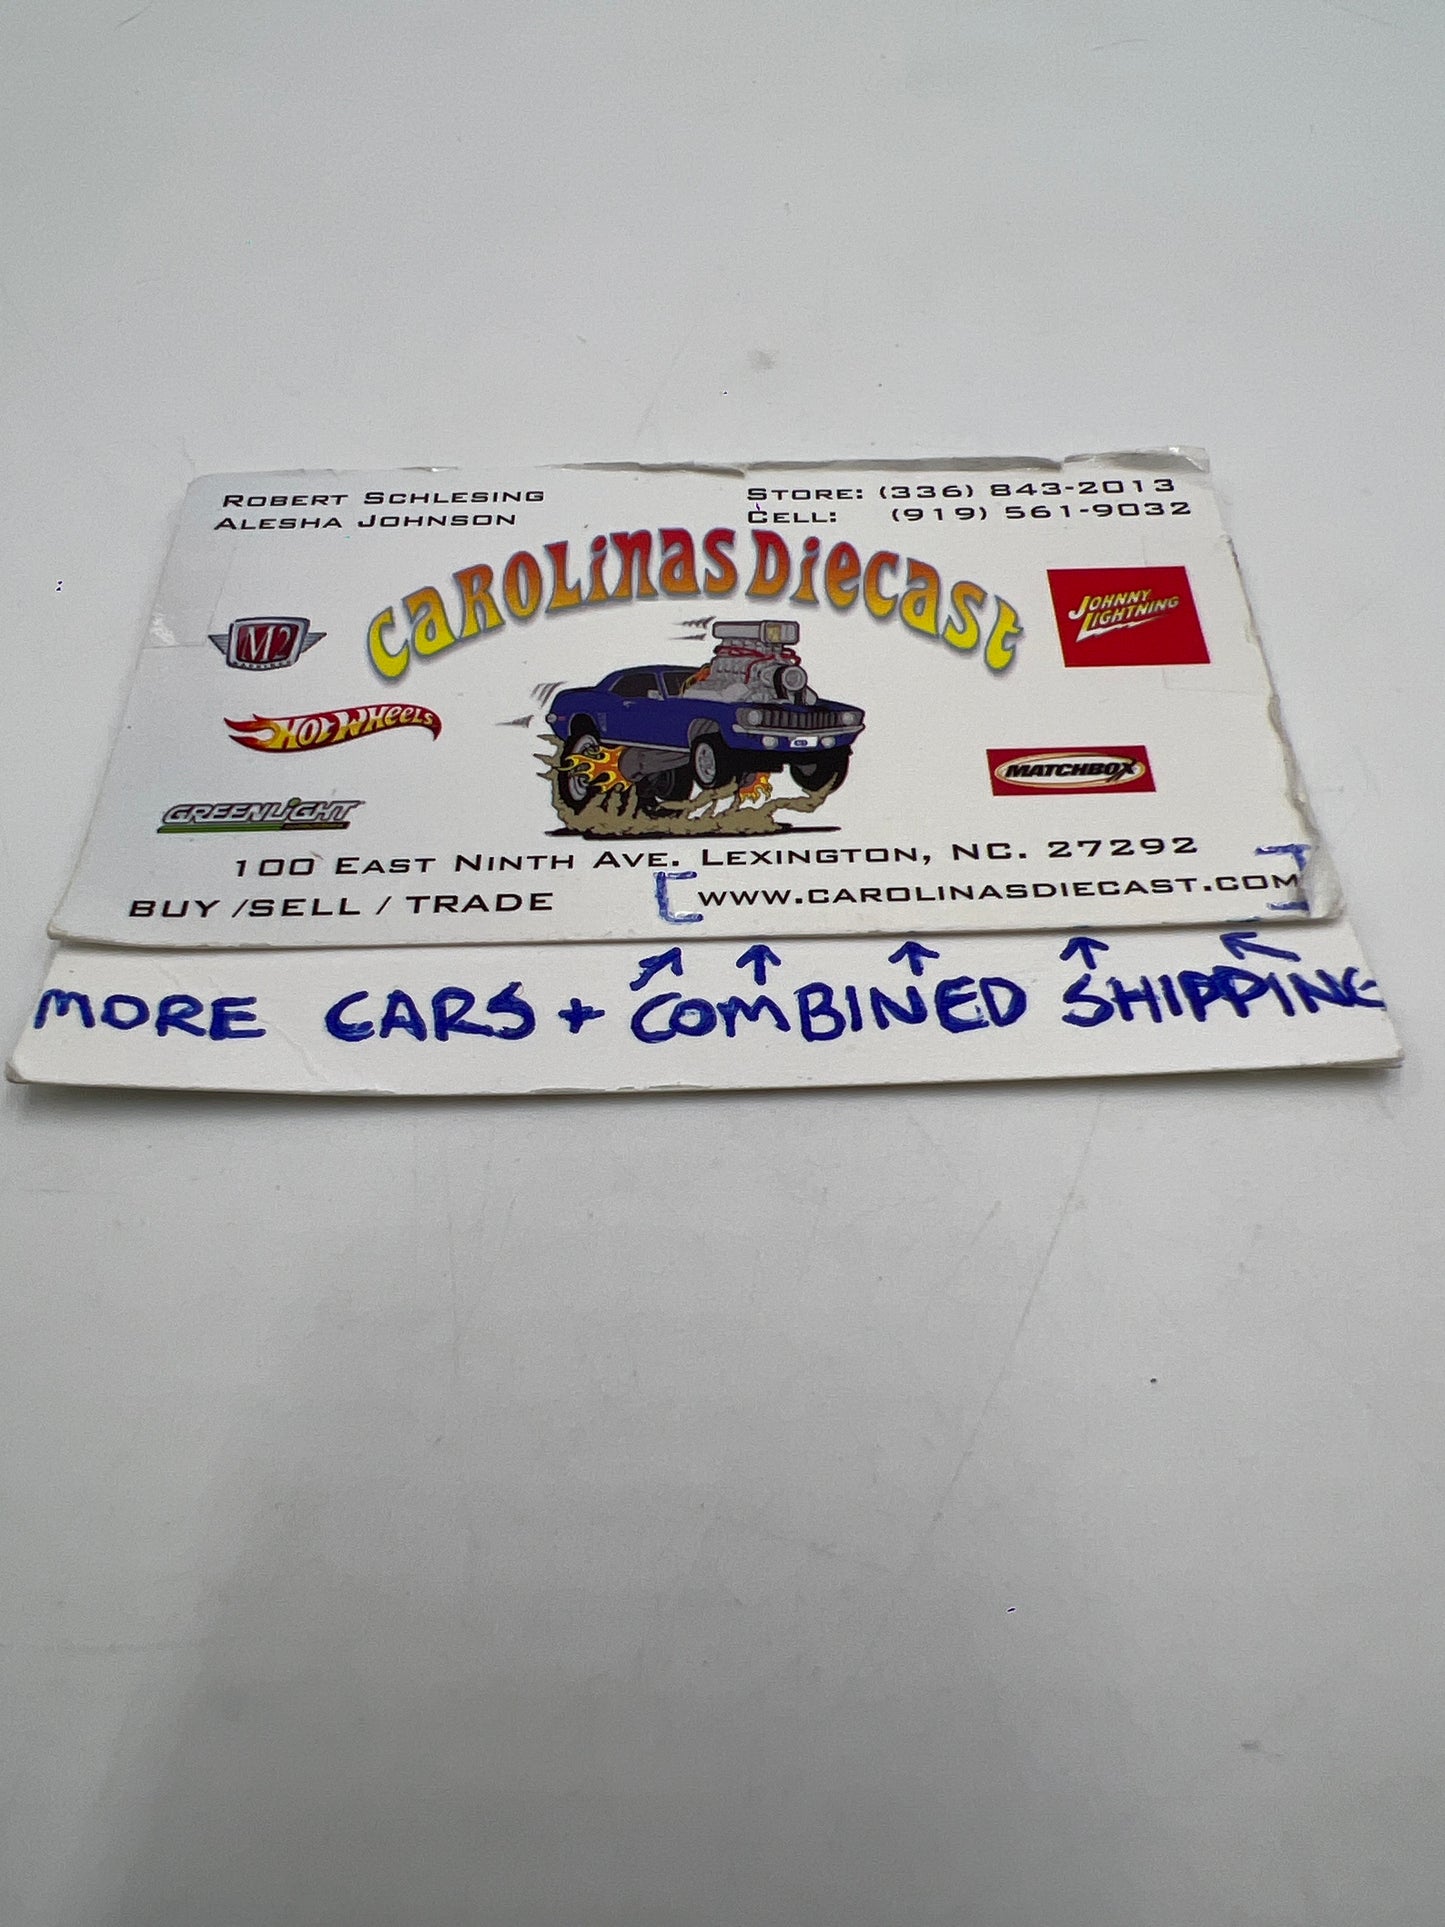 ROBERT SCHLESING
ALESHA JOHNSON
STORE: (336) 843-2013
CELL: (919) 561-9032
CAROLINAS DIECAST
M2
MACHINES
JOHNNY
LIGHTNING
HOT WHEELS
MATCHBOX
GREENLIGHT
100 EAST NINTH AVE. LEXINGTON, NC. 27292
BUY /SELL / TRADE
[WWW.CAROLINASDIECAST.COM]
MORE CARS + COMBINED SHIPPING